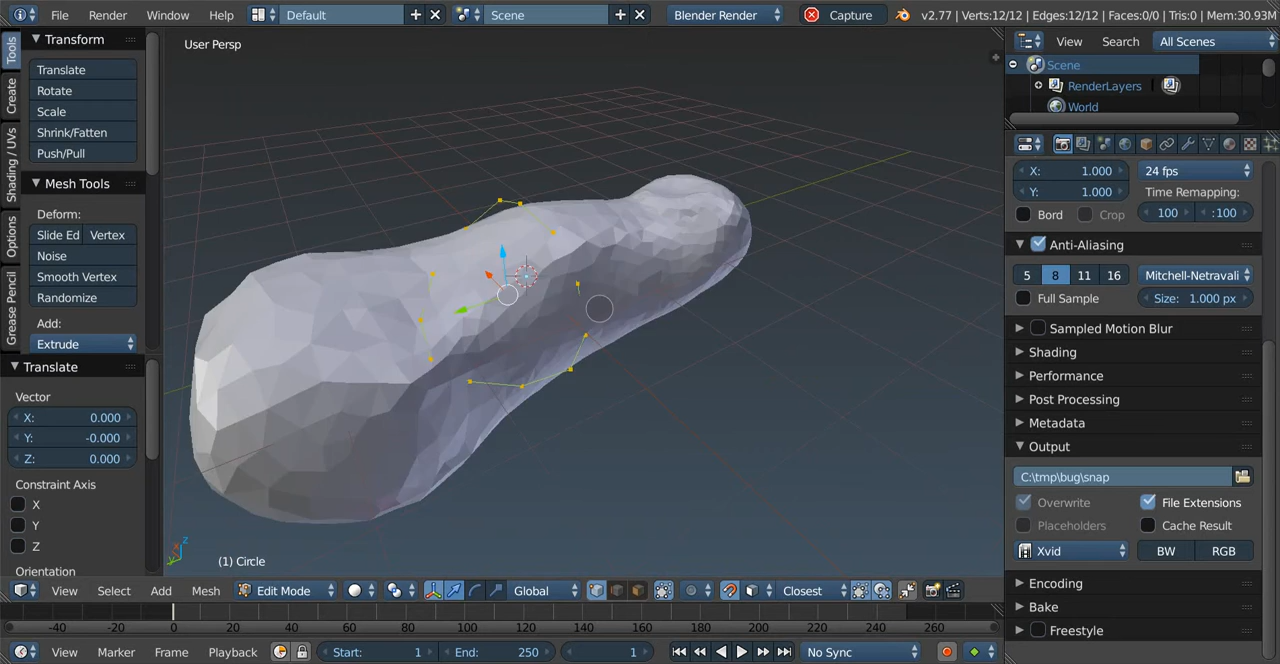 File Render Window Help Default Scene Blender Render Capture v2.77 | Verts:12/12 | Edges:12/12 | Faces:0/0 | Tris:0 | Mem:30.93M
Tools
Create
Shading / UVs
Options
Grease Pencil
Transform
Translate
Rotate
Scale
Shrink/Fatten
Push/Pull
Mesh Tools
Deform:
Slide Ed Vertex
Noise
Smooth Vertex
Randomize
Add:
Extrude
Translate
Vector
X: 0.000
Y: -0.000
Z: 0.000
Constraint Axis
X
Y
Z
Orientation
User Persp
(1) Circle
View Select Add Mesh Edit Mode Global Closest
-40 -20 0 20 40 60 80 100 120 140 160 180 200 220 240 260
View Marker Frame Playback Start: 1 End: 250 1 No Sync
View Search All Scenes
Scene
RenderLayers
World
X: 1.000 24 fps
Y: 1.000 Time Remapping:
Bord Crop 100 :100
Anti-Aliasing
5 8 11 16 Mitchell-Netravali
Full Sample Size: 1.000 px
Sampled Motion Blur
Shading
Performance
Post Processing
Metadata
Output
C:\tmp\bug\snap
Overwrite File Extensions
Placeholders Cache Result
Xvid BW RGB
Encoding
Bake
Freestyle